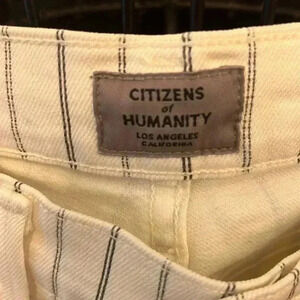 CITIZENS
of
HUMANITY
LOS ANGELES
CALIFORNIA